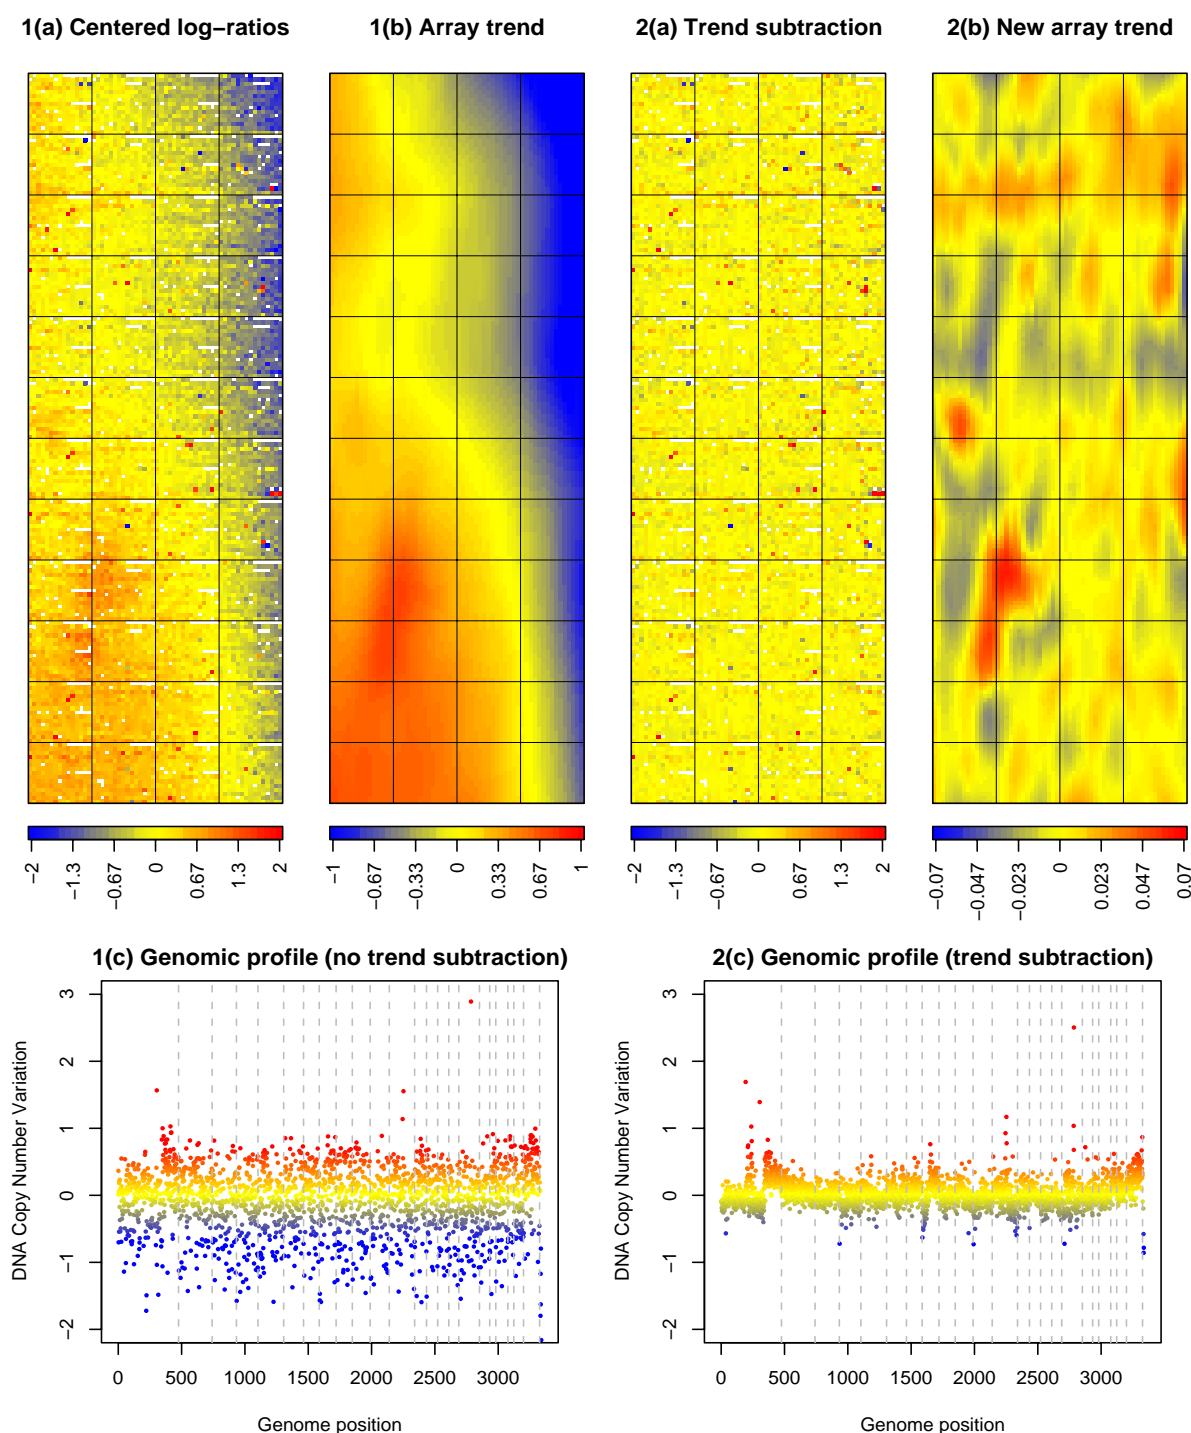 1(a) Centered log−ratios
1(b) Array trend
2(a) Trend subtraction
2(b) New array trend
−2 −1.3 −0.67 0 0.67 1.3 2
−1 −0.67 −0.33 0 0.33 0.67 1
−2 −1.3 −0.67 0 0.67 1.3 2
−0.07 −0.047 −0.023 0 0.023 0.047 0.07
1(c) Genomic profile (no trend subtraction)
DNA Copy Number Variation
3
2
1
0
−1
−2
0 500 1000 1500 2000 2500 3000
Genome position
2(c) Genomic profile (trend subtraction)
DNA Copy Number Variation
3
2
1
0
−1
−2
0 500 1000 1500 2000 2500 3000
Genome position